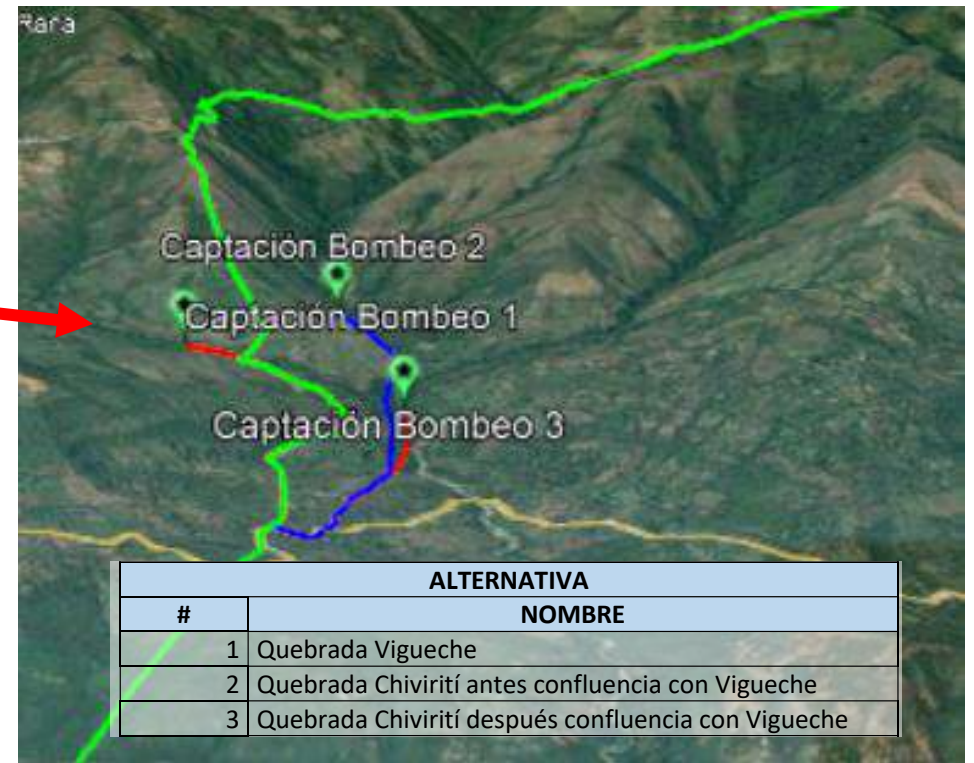 Rana
Captación Bombeo 2
Captación Bombeo 1
Captación Bombeo 3
ALTERNATIVA
# NOMBRE
1 Quebrada Vigueche
2 Quebrada Chivirití antes confluencia con Vigueche
3 Quebrada Chivirití después confluencia con Vigueche